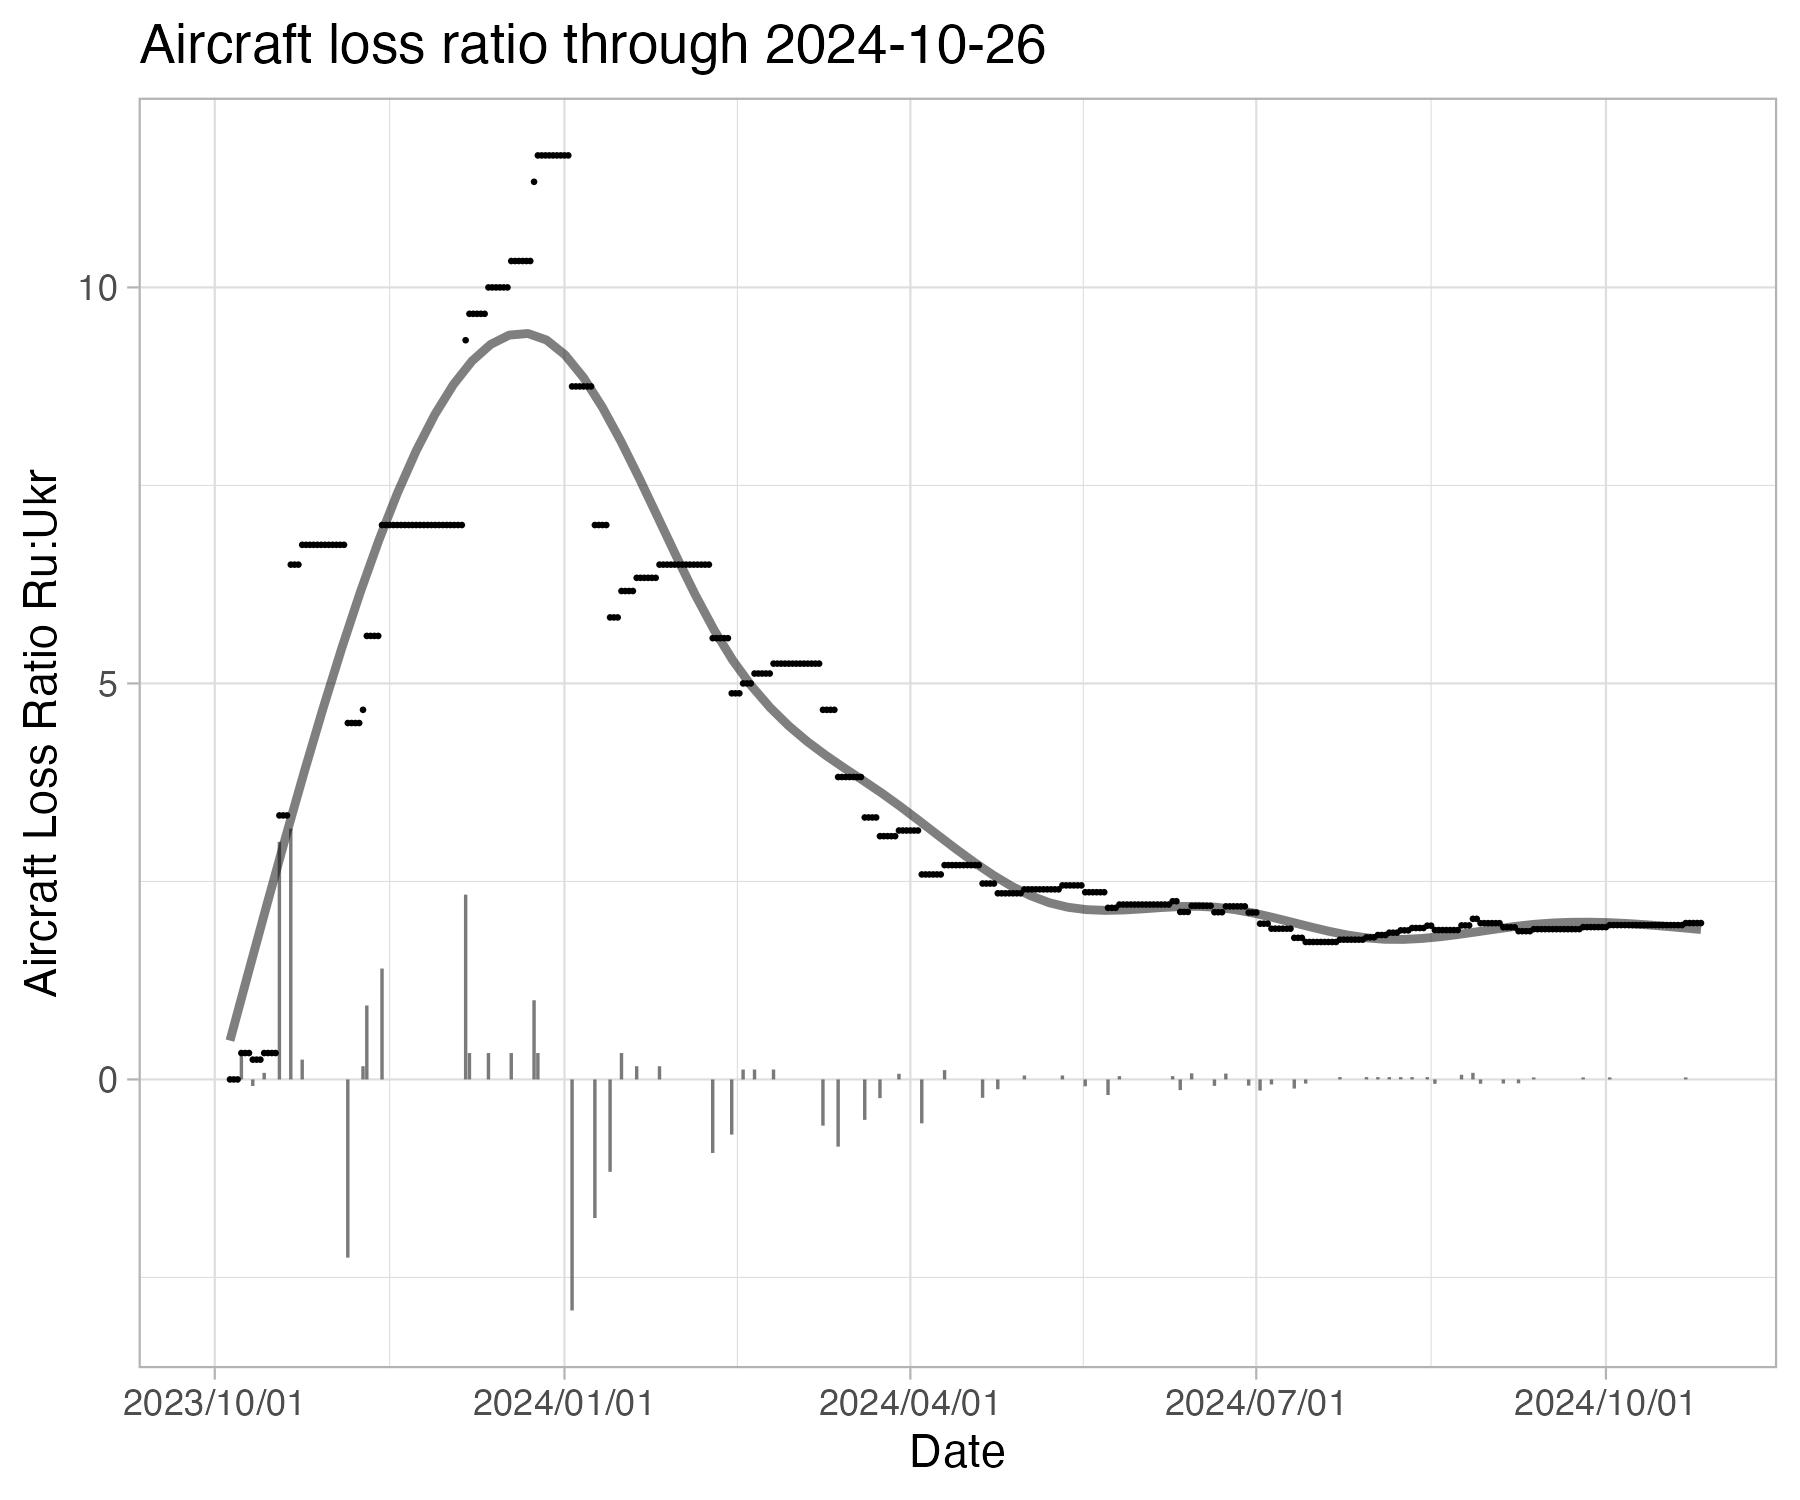 Aircraft loss ratio through 2024-10-26
Aircraft Loss Ratio Ru:Ukr
10
5
0
2023/10/01
2024/01/01
2024/04/01
2024/07/01
2024/10/01
Date